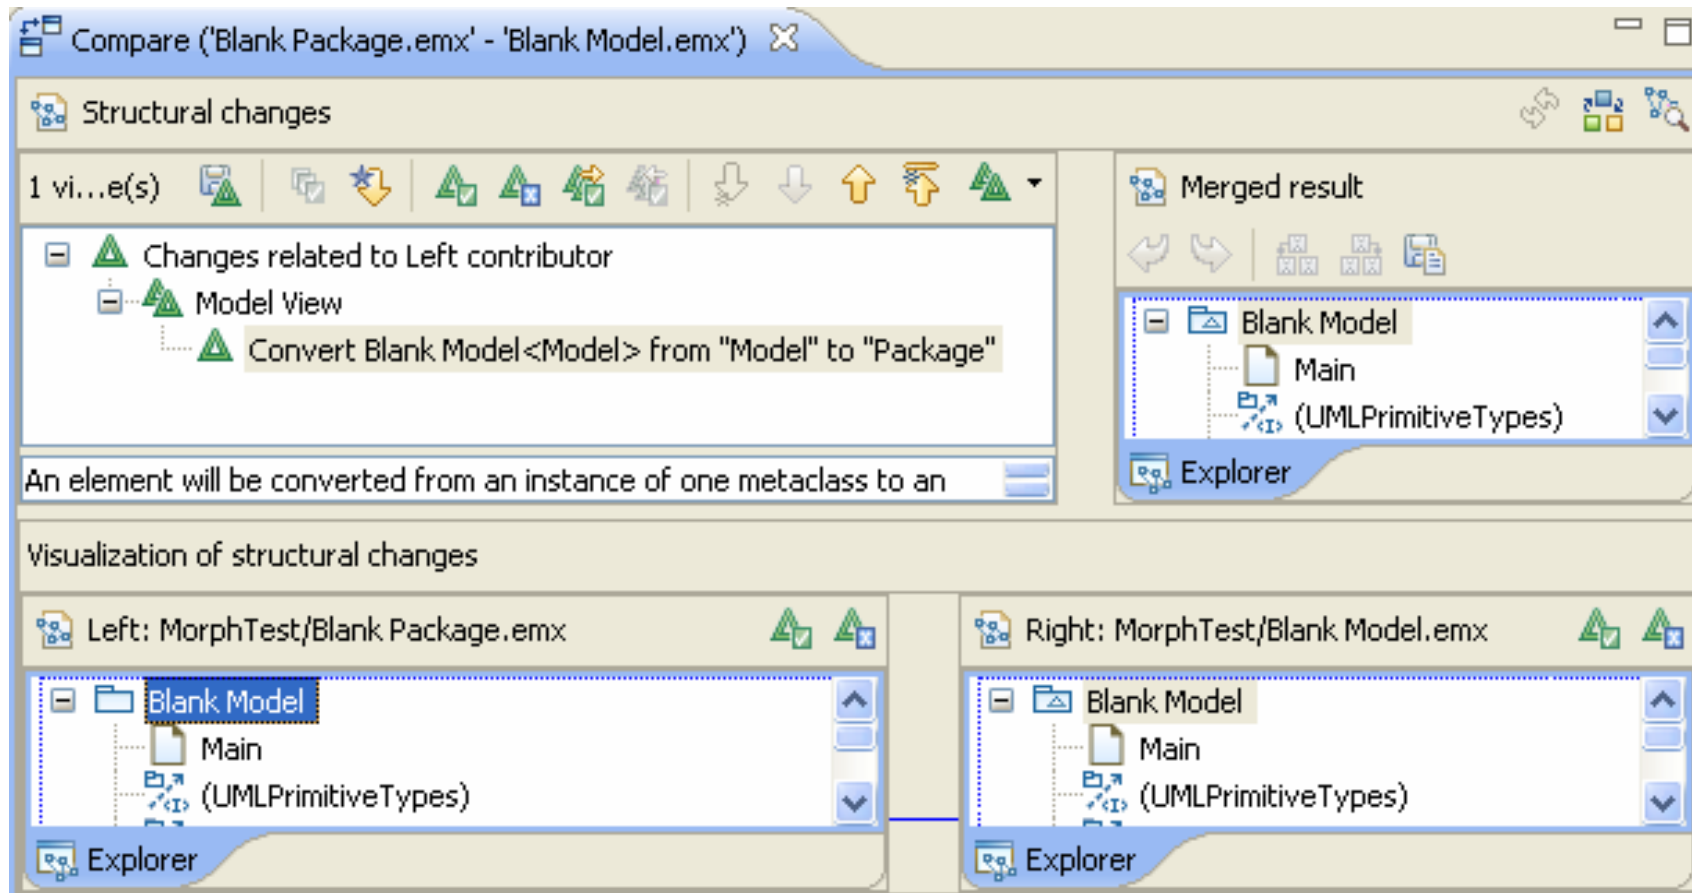 Compare ('Blank Package.emx' - 'Blank Model.emx')
Structural changes
1 vi...e(s)
Changes related to Left contributor
Model View
Convert Blank Model<Model> from "Model" to "Package"
An element will be converted from an instance of one metaclass to an
Merged result
Blank Model
Main
(UMLPrimitiveTypes)
Explorer
Visualization of structural changes
Left: MorphTest/Blank Package.emx
Blank Model
Main
(UMLPrimitiveTypes)
Explorer
Right: MorphTest/Blank Model.emx
Blank Model
Main
(UMLPrimitiveTypes)
Explorer